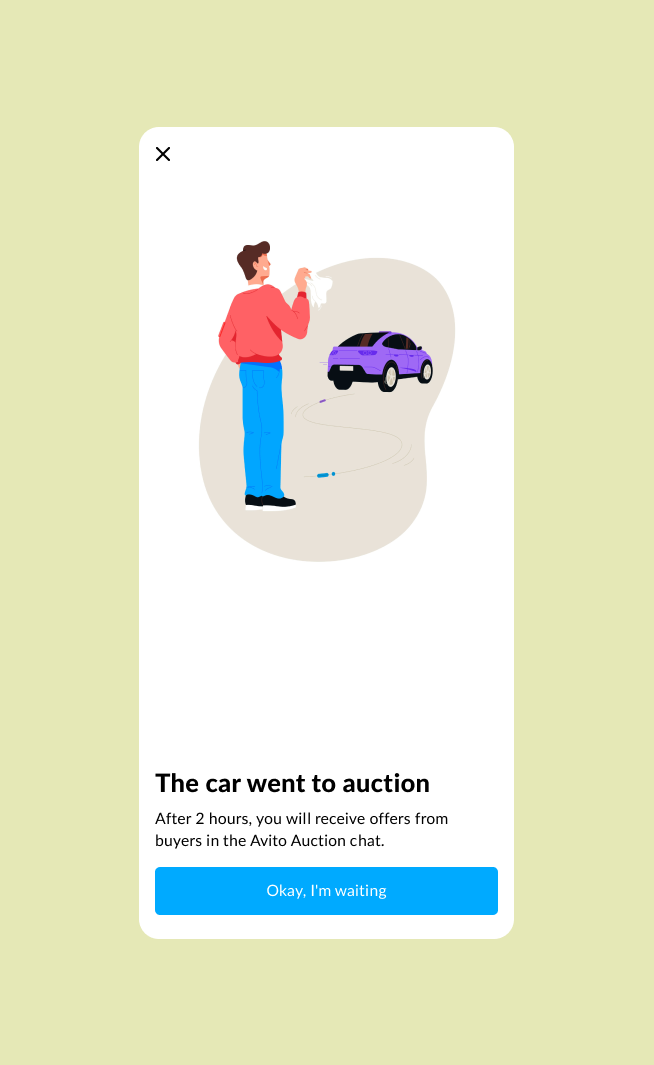 The car went to auction
After 2 hours, you will receive offers from
buyers in the Avito Auction chat.
Okay, I'm waiting